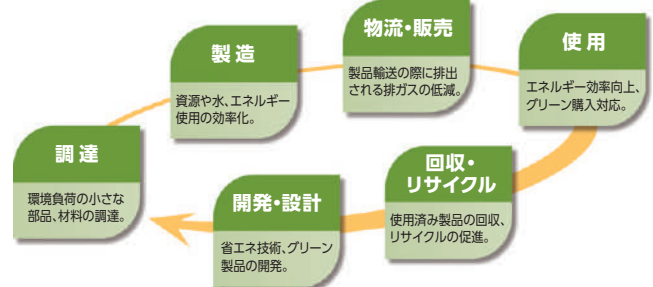 調達
環境負荷の小さな
部品、材料の調達。
製造
資源や水、エネルギー
使用の効率化。
物流・販売
製品輸送の際に排出
される排ガスの低減。
使用
エネルギー効率向上、
グリーン購入対応。
回収・
リサイクル
使用済み製品の回収、
リサイクルの促進。
開発・設計
省エネ技術、グリーン
製品の開発。